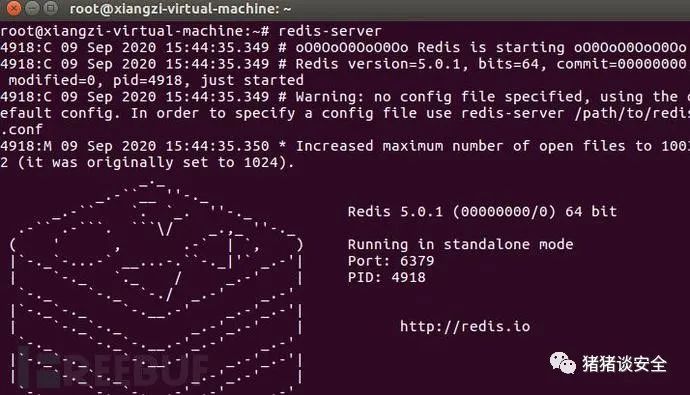 root@xiangzi-virtual-machine: ~
root@xiangzi-virtual-machine:~# redis-server
4918:C 09 Sep 2020 15:44:35.349 # oO0OoO0OoO0Oo Redis is starting oO0OoO0OoO0Oo
4918:C 09 Sep 2020 15:44:35.349 # Redis version=5.0.1, bits=64, commit=00000000
 modified=0, pid=4918, just started
4918:C 09 Sep 2020 15:44:35.349 # Warning: no config file specified, using the d
efault config. In order to specify a config file use redis-server /path/to/redis
.conf
4918:M 09 Sep 2020 15:44:35.350 * Increased maximum number of open files to 1003
2 (it was originally set to 1024).
Redis 5.0.1 (00000000/0) 64 bit
Running in standalone mode
Port: 6379
PID: 4918
http://redis.io
猪猪谈安全
REEBUF